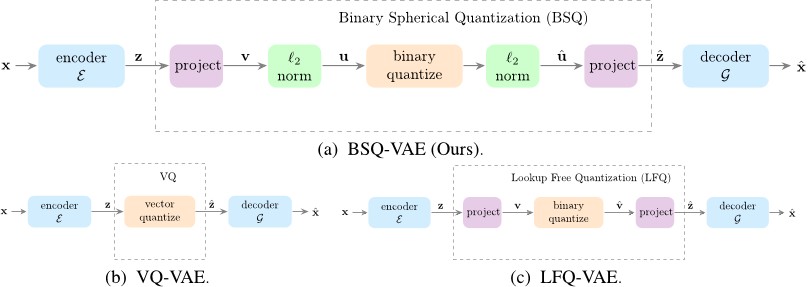 Binary Spherical Quantization (BSQ)
x
encoder
ℰ
z
project
v
ℓ₂
norm
u
binary
quantize
ℓ₂
norm
û
project
ẑ
decoder
𝒢
x̂
(a) BSQ-VAE (Ours).
VQ
x
encoder
ℰ
z
vector
quantize
ẑ
decoder
𝒢
x̂
(b) VQ-VAE.
Lookup Free Quantization (LFQ)
x
encoder
ℰ
z
project
v
binary
quantize
v̂
project
ẑ
decoder
𝒢
x̂
(c) LFQ-VAE.